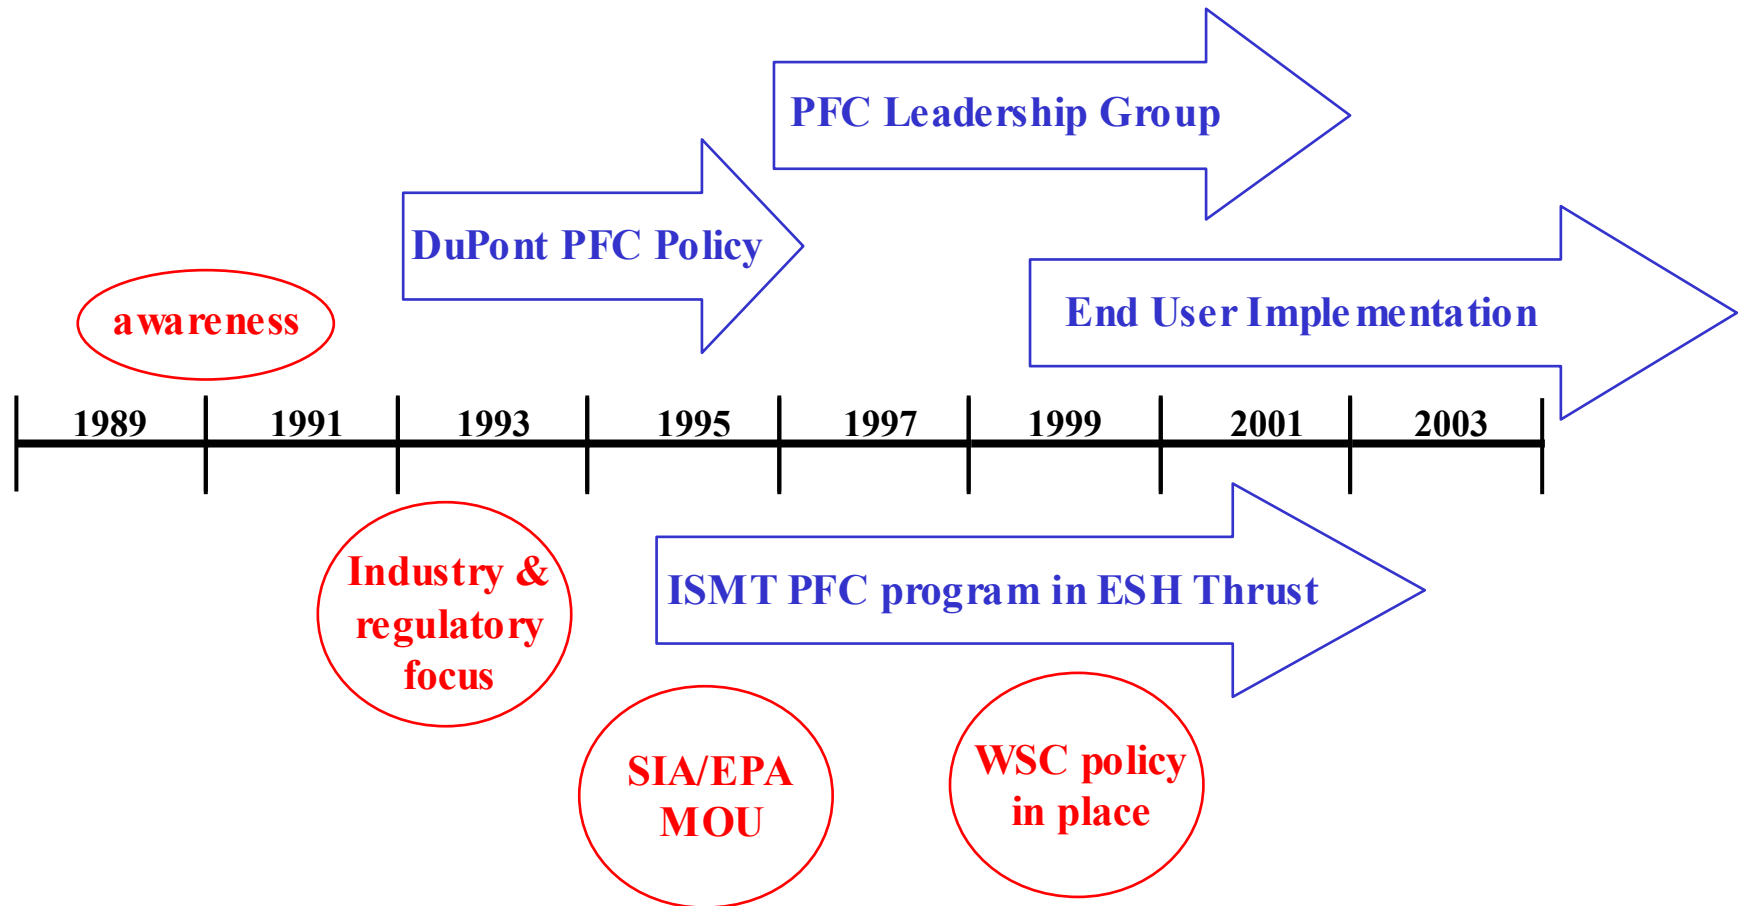 PFC Leadership Group
DuPont PFC Policy
awareness
End User Implementation
1989 1991 1993 1995 1997 1999 2001 2003
Industry &
regulatory
focus
ISMT PFC program in ESH Thrust
SIA/EPA
MOU
WSC policy
in place